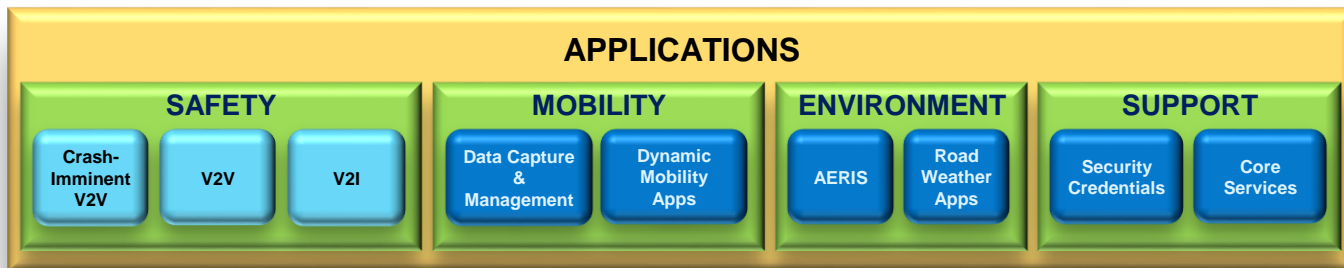 APPLICATIONS
SAFETY
Crash-
Imminent
V2V
V2V
V2I
MOBILITY
Data Capture
&
Management
Dynamic
Mobility
Apps
ENVIRONMENT
AERIS
Road
Weather
Apps
SUPPORT
Security
Credentials
Core
Services